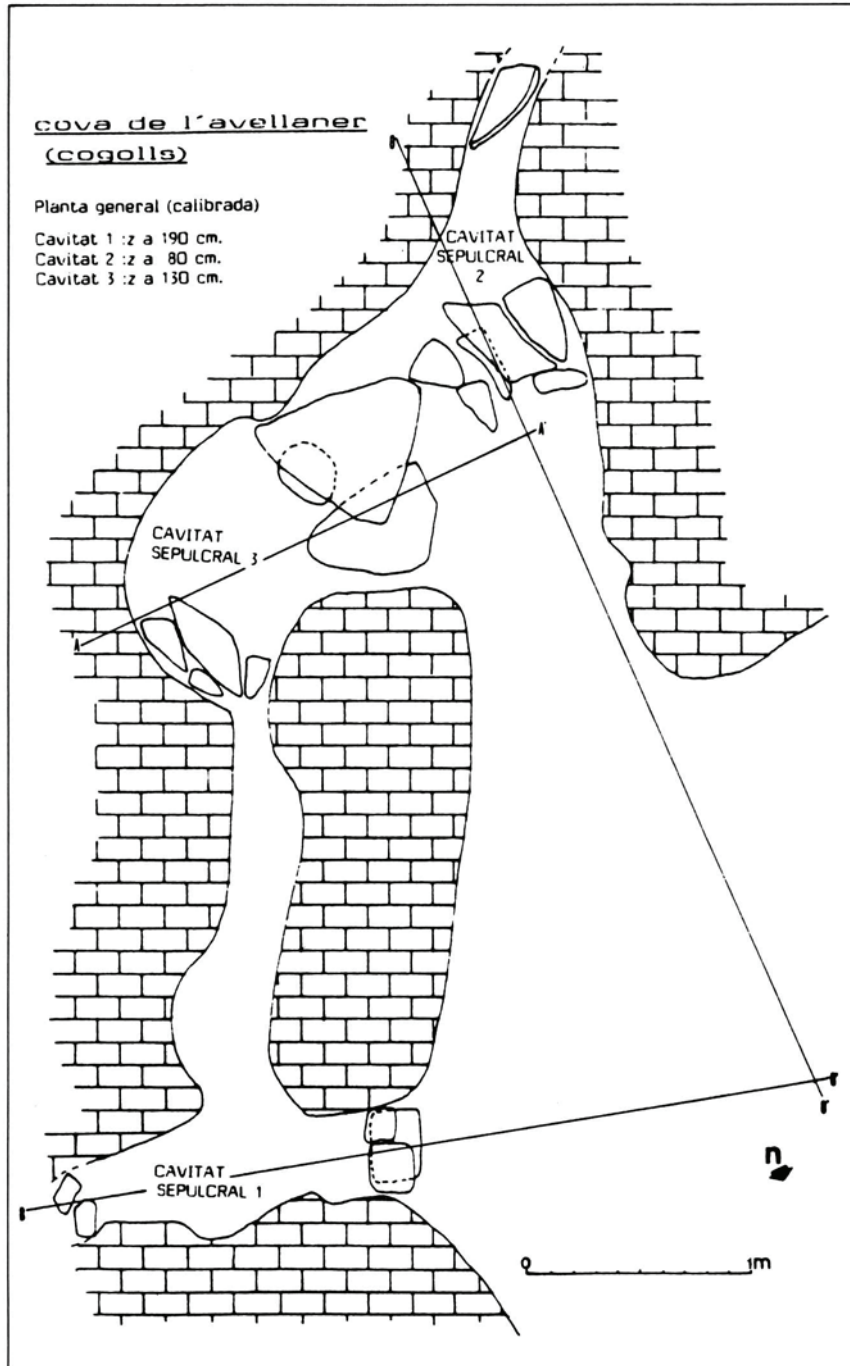 cova de l'avellaner
(cogolls)
Planta general (calibrada)
Cavitat 1 :z a 190 cm.
Cavitat 2 :z a 80 cm.
Cavitat 3 :z a 130 cm.
CAVITAT
SEPULCRAL
2
A'
CAVITAT
SEPULCRAL 3
A
n
CAVITAT
SEPULCRAL 1
0 1m